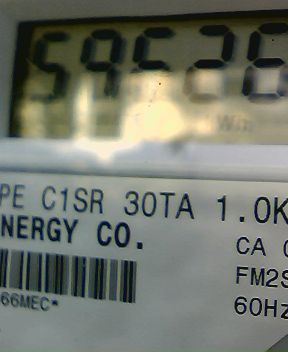 59526
PE C1SR 30TA 1.0K
NERGY CO.
CA
FM2S
66MEC*
60Hz